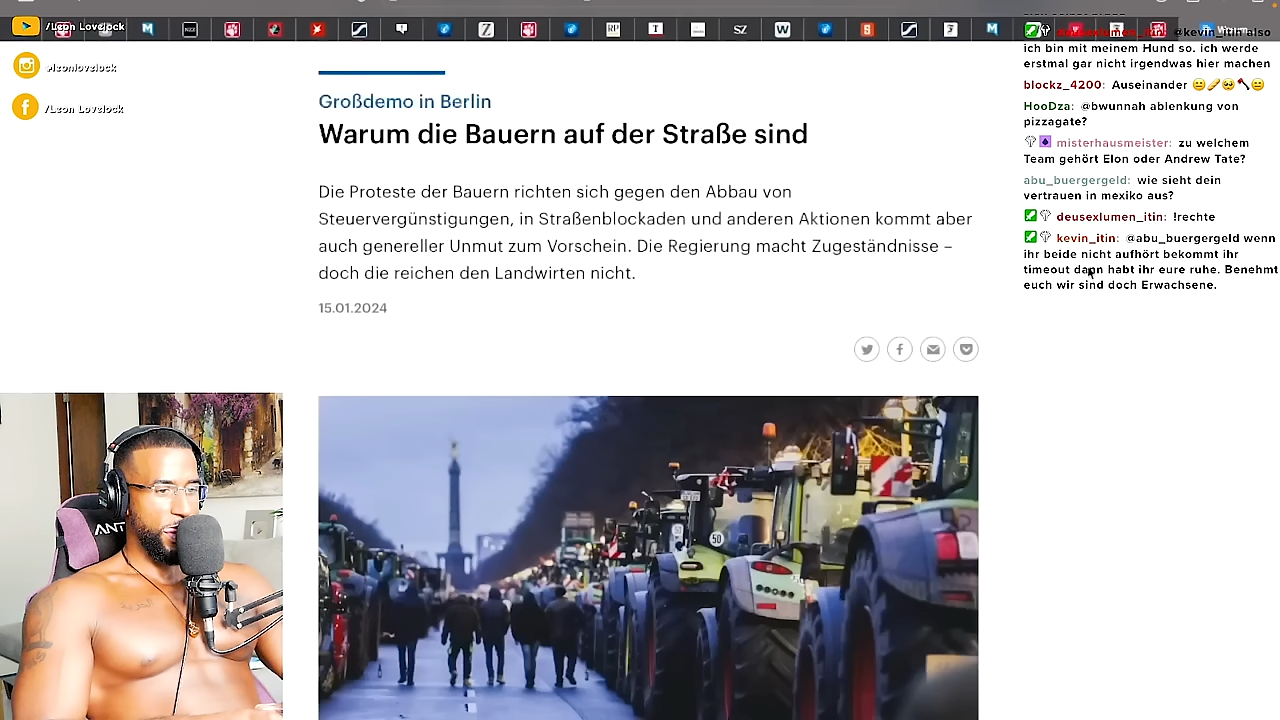 /Leon Lovelock
/leonlovelock
/Leon Lovelock
Großdemo in Berlin
Warum die Bauern auf der Straße sind
Die Proteste der Bauern richten sich gegen den Abbau von
Steuervergünstigungen, in Straßenblockaden und anderen Aktionen kommt aber
auch genereller Unmut zum Vorschein. Die Regierung macht Zugeständnisse –
doch die reichen den Landwirten nicht.
15.01.2024
ANT
50
@kevin_itin also
ich bin mit meinem Hund so. ich werde
erstmal gar nicht irgendwas hier machen
blockz_4200: Auseinander
HooDza: @bwunnah ablenkung von
pizzagate?
misterhausmeister: zu welchem
Team gehört Elon oder Andrew Tate?
abu_buergergeld: wie sieht dein
vertrauen in mexiko aus?
deusexlumen_itin: !rechte
kevin_itin: @abu_buergergeld wenn
ihr beide nicht aufhört bekommt ihr
timeout dann habt ihr eure ruhe. Benehmt
euch wir sind doch Erwachsene.